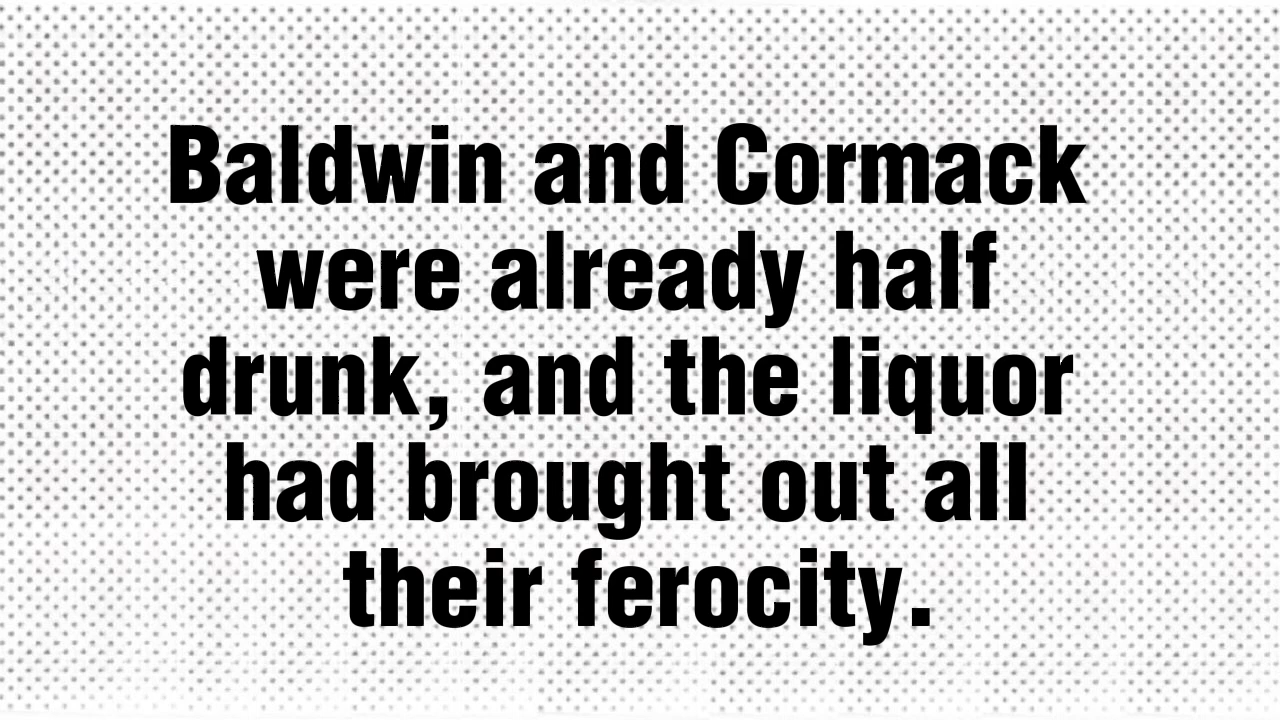 Baldwin and Cormack
were already half
drunk, and the liquor
had brought out all
their ferocity.